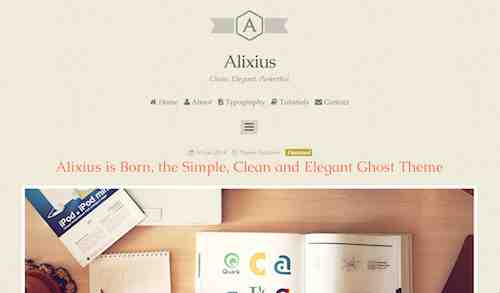 A
Alixius
Clean, Elegant, Powerful
Home About Typography Tutorials Contact
Featured
Alixius is Born, the Simple, Clean and Elegant Ghost Theme
iPod & iPod mini
Quark
C a